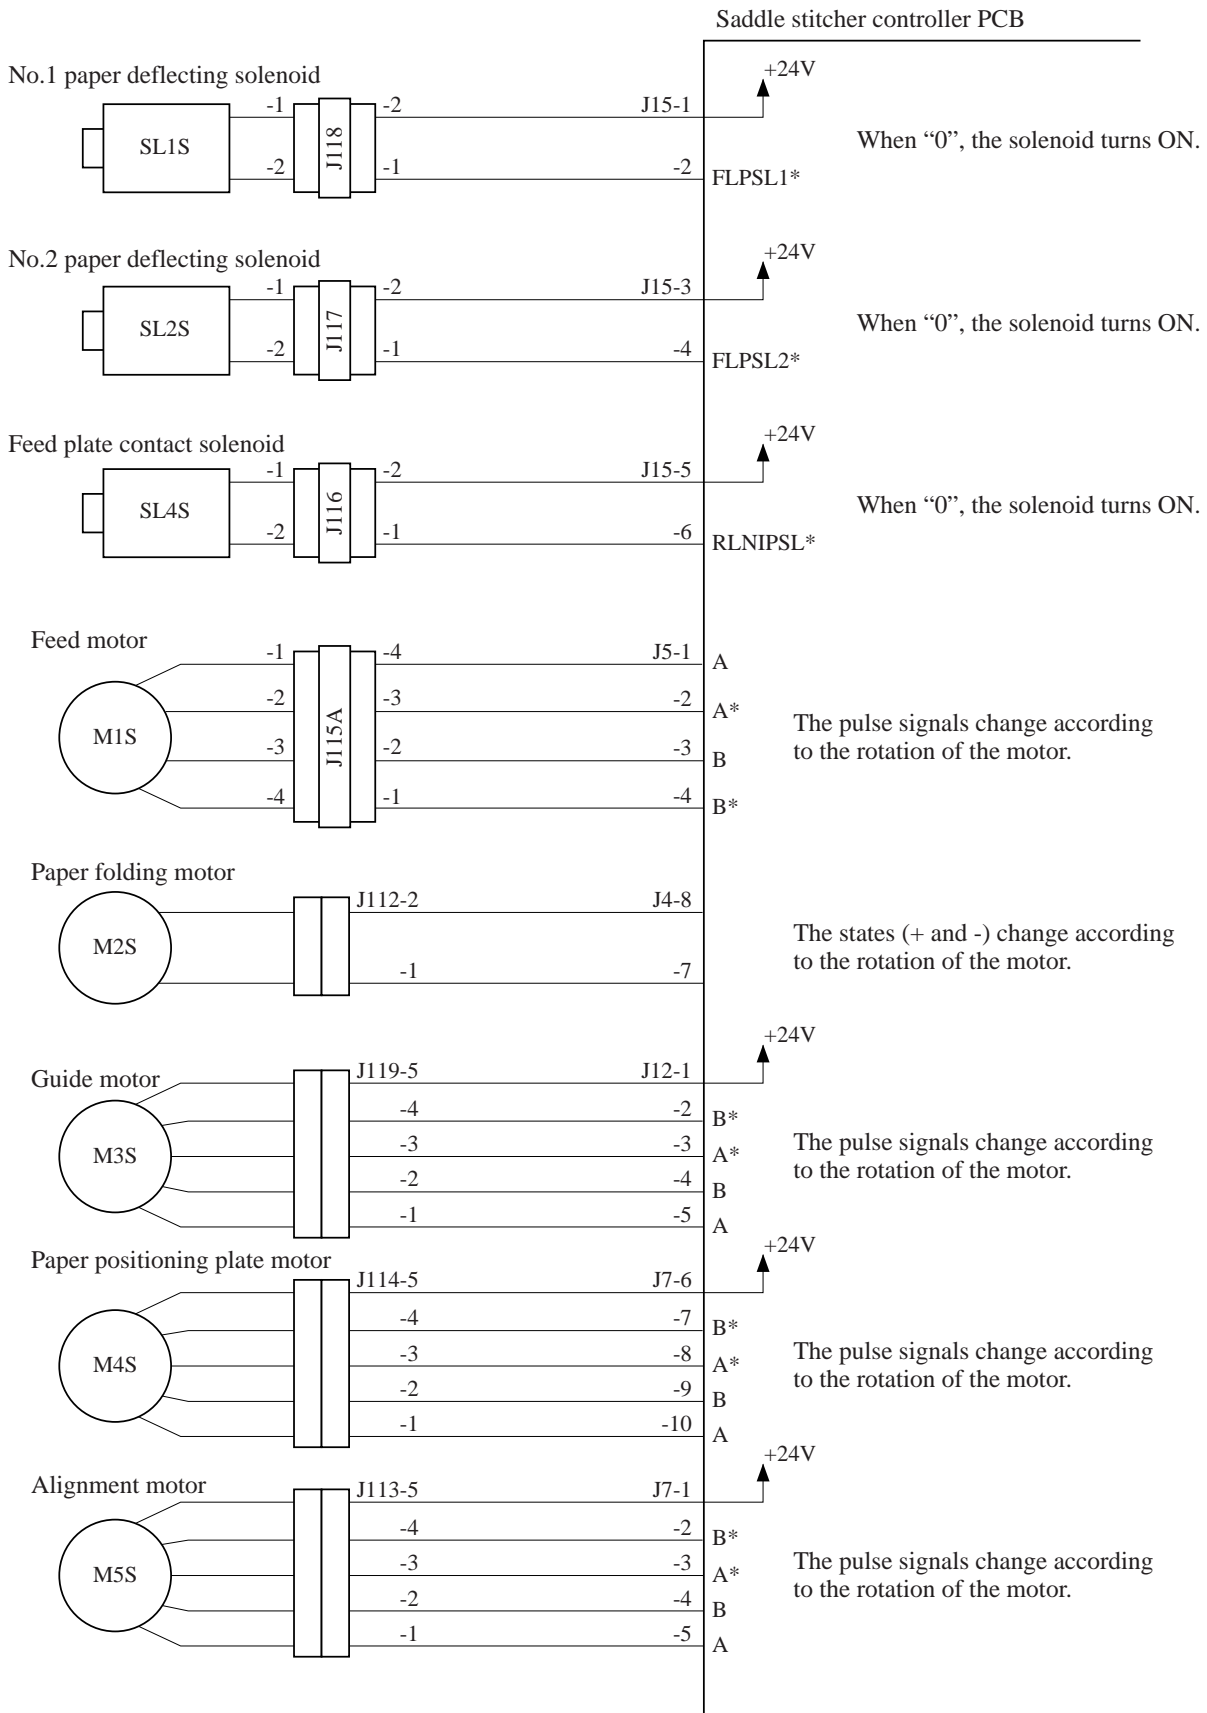 Saddle stitcher controller PCB
No.1 paper deflecting solenoid
+24V
-1 -2 J15-1
SL1S J118
When “0”, the solenoid turns ON.
-2 -1 -2 FLPSL1*
No.2 paper deflecting solenoid
+24V
-1 -2 J15-3
SL2S J117
When “0”, the solenoid turns ON.
-2 -1 -4 FLPSL2*
Feed plate contact solenoid
+24V
-1 -2 J15-5
SL4S J116
When “0”, the solenoid turns ON.
-2 -1 -6 RLNIPSL*
Feed motor
-1 -4 J5-1 A
-2 -3 -2 A*
M1S J115A
The pulse signals change according
to the rotation of the motor.
-3 -2 -3 B
-4 -1 -4 B*
Paper folding motor
J112-2 J4-8
M2S
The states (+ and -) change according
to the rotation of the motor.
-1 -7
+24V
Guide motor
J119-5 J12-1
-4 -2 B*
M3S
-3 -3 A*
The pulse signals change according
to the rotation of the motor.
-2 -4 B
-1 -5 A
+24V
Paper positioning plate motor
J114-5 J7-6
-4 -7 B*
M4S
-3 -8 A*
The pulse signals change according
to the rotation of the motor.
-2 -9 B
-1 -10 A
+24V
Alignment motor
J113-5 J7-1
-4 -2 B*
M5S
-3 -3 A*
The pulse signals change according
to the rotation of the motor.
-2 -4 B
-1 -5 A